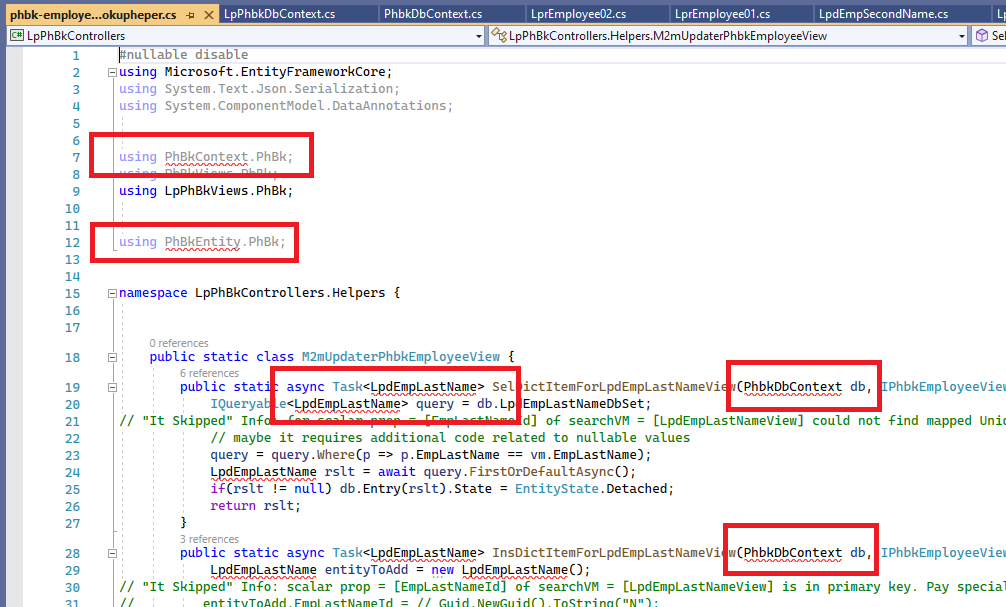 phbk-employe...okupheper.cs
LpPhbkDbContext.cs
PhbkDbContext.cs
LprEmployee02.cs
LprEmployee01.cs
LpdEmpSecondName.cs
LpPhBkControllers
LpPhBkControllers.Helpers.M2mUpdaterPhbkEmployeeView
Sel
1 #nullable disable
2 using Microsoft.EntityFrameworkCore;
3 using System.Text.Json.Serialization;
4 using System.ComponentModel.DataAnnotations;
5
6
7 using PhBkContext.PhBk;
8 using PhBkViews.PhBk;
9 using LpPhBkViews.PhBk;
10
11
12 using PhBkEntity.PhBk;
13
14
15 namespace LpPhBkControllers.Helpers {
16
17
0 references
18 public static class M2mUpdaterPhbkEmployeeView {
6 references
19 public static async Task<LpdEmpLastName> SelDictItemForLpdEmpLastNameView(PhbkDbContext db, IPhbkEmployeeView
20 IQueryable<LpdEmpLastName> query = db.LpdEmpLastNameDbSet;
21 // "It Skipped" Info: for scalar prop = [EmpLastNameId] of searchVM = [LpdEmpLastNameView] could not find mapped Uniq
22 // maybe it requires additional code related to nullable values
23 query = query.Where(p => p.EmpLastName == vm.EmpLastName);
24 LpdEmpLastName rslt = await query.FirstOrDefaultAsync();
25 if(rslt != null) db.Entry(rslt).State = EntityState.Detached;
26 return rslt;
27 }
3 references
28 public static async Task<LpdEmpLastName> InsDictItemForLpdEmpLastNameView(PhbkDbContext db, IPhbkEmployeeView
29 LpdEmpLastName entityToAdd = new LpdEmpLastName();
30 // "It Skipped" Info: scalar prop = [EmpLastNameId] of searchVM = [LpdEmpLastNameView] is in primary key. Pay special
31 // entityToAdd.EmpLastNameId = // Guid.NewGuid().ToString("N");